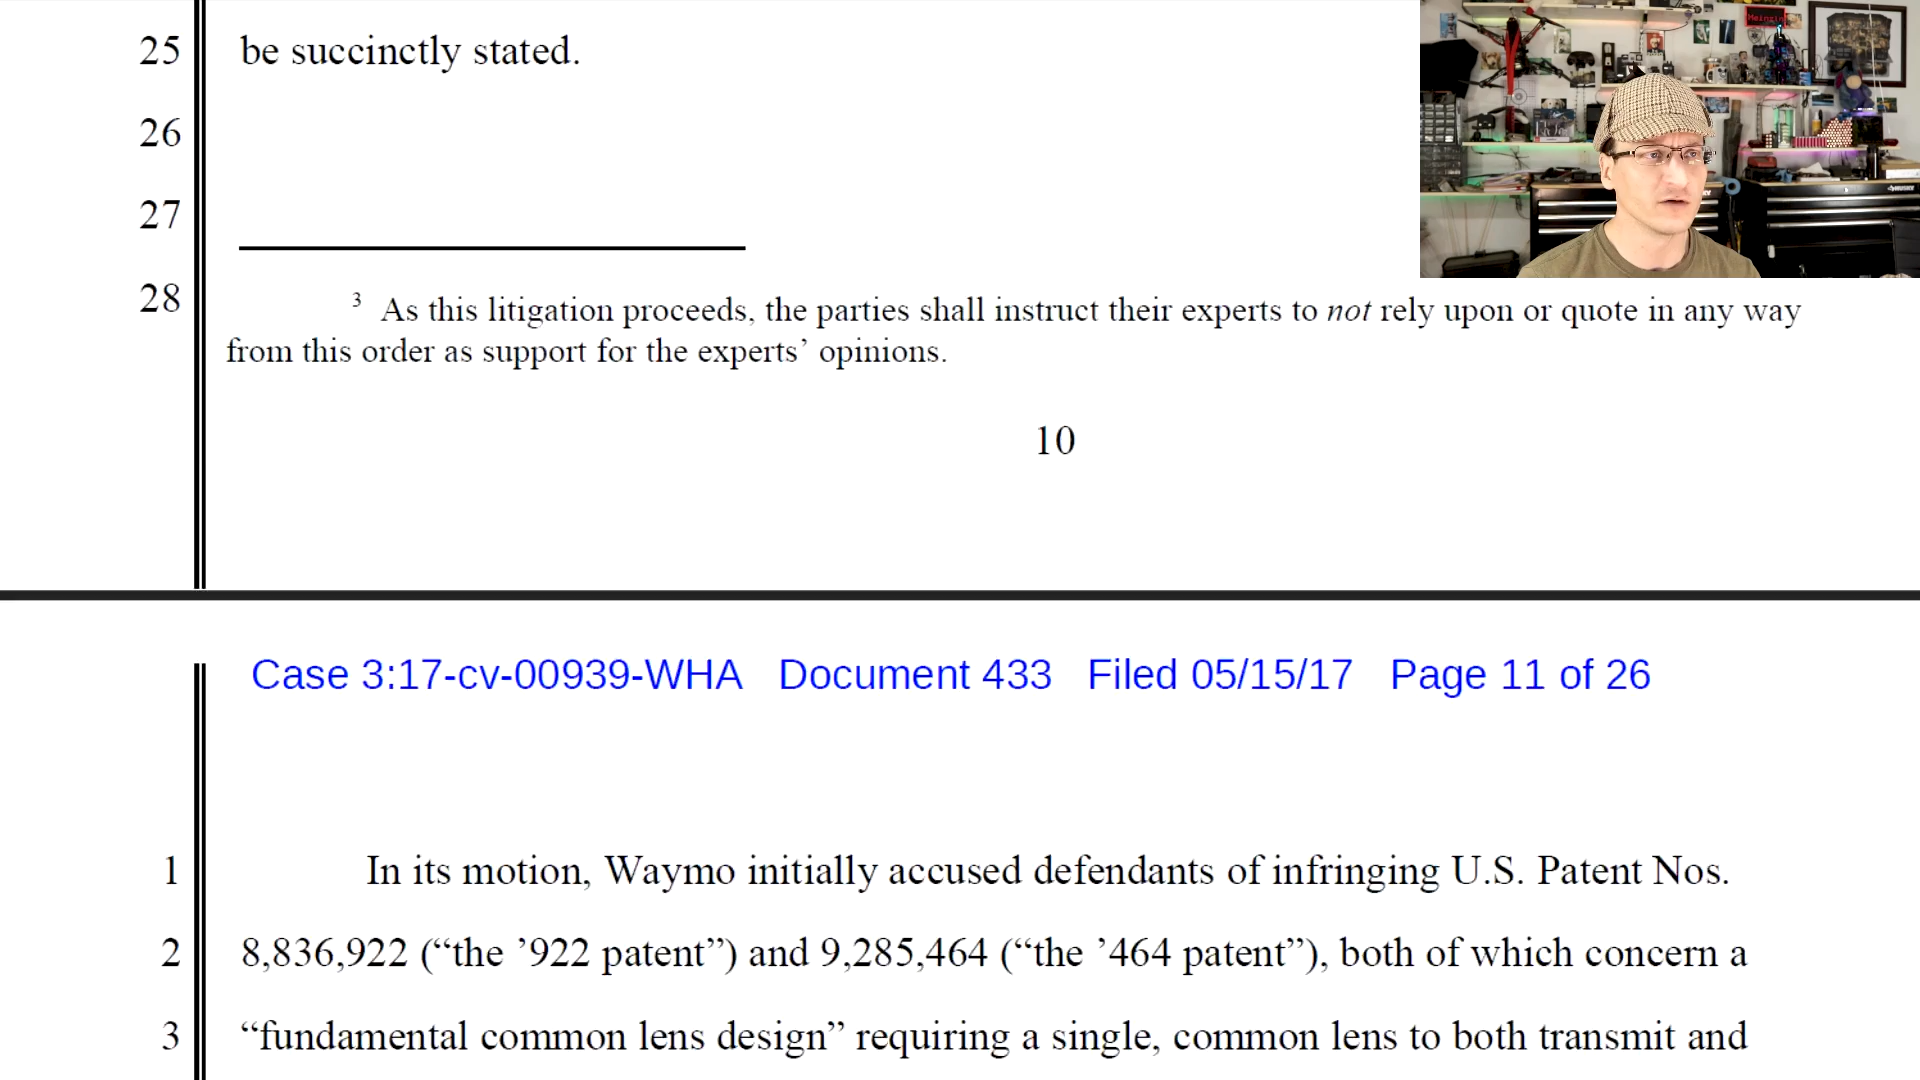 25 be succinctly stated.
26
27
28 3 As this litigation proceeds, the parties shall instruct their experts to not rely upon or quote in any way
from this order as support for the experts’ opinions.
10
Case 3:17-cv-00939-WHA Document 433 Filed 05/15/17 Page 11 of 26
1 In its motion, Waymo initially accused defendants of infringing U.S. Patent Nos.
2 8,836,922 (“the ’922 patent”) and 9,285,464 (“the ’464 patent”), both of which concern a
3 “fundamental common lens design” requiring a single, common lens to both transmit and